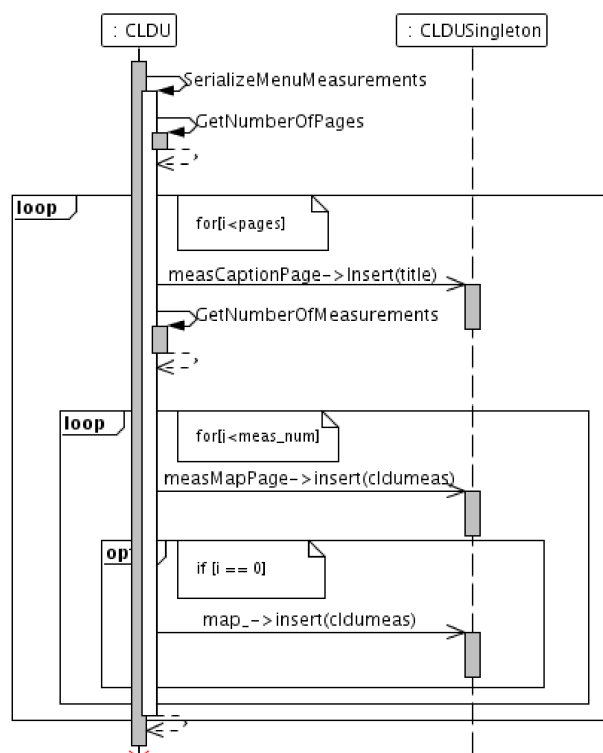 : CLDU
: CLDUSingleton
SerializeMenuMeasurements
GetNumberOfPages
loop
for[i<pages]
measCaptionPage->Insert(title)
GetNumberOfMeasurements
loop
for[i<meas_num]
measMapPage->insert(cldumeas)
opt
if [i == 0]
map_->insert(cldumeas)